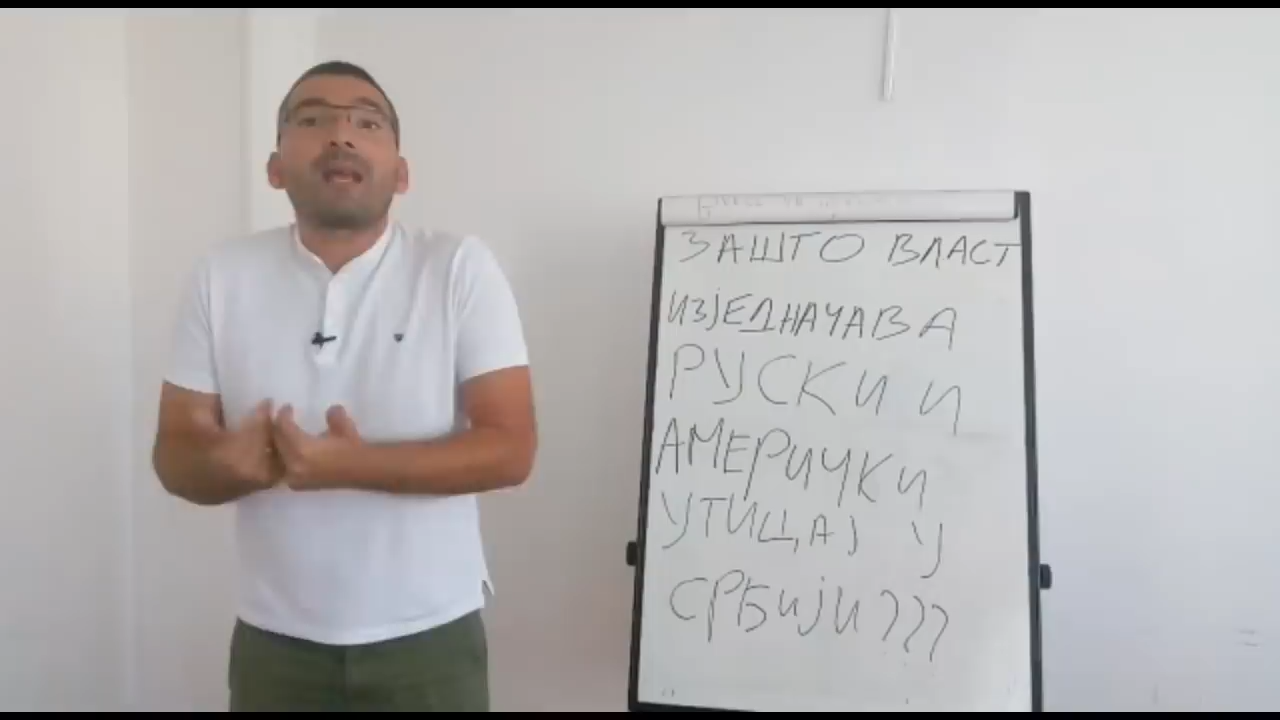 ЗАШТО ВЛАСТ
ИЗЈЕДНАЧАВА
РУСКИ И
АМЕРИЧКИ
УТИЦАЈ У
СРБИЈИ???